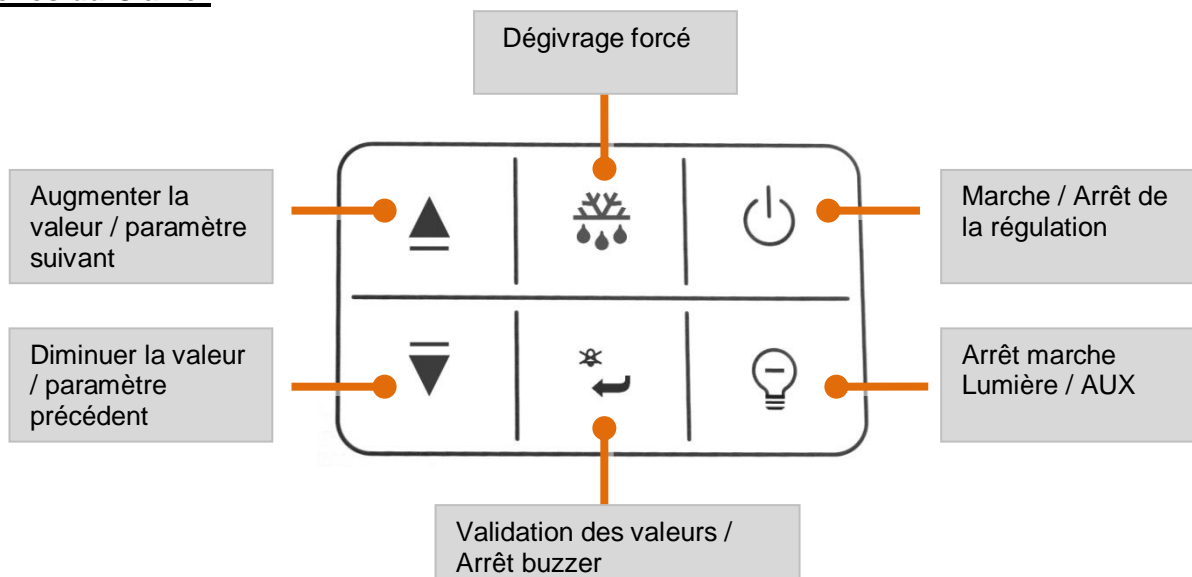 Dégivrage forcé
Augmenter la
valeur / paramètre
suivant
Marche / Arrêt de
la régulation
Diminuer la valeur
/ paramètre
précédent
Arrêt marche
Lumière / AUX
Validation des valeurs /
Arrêt buzzer